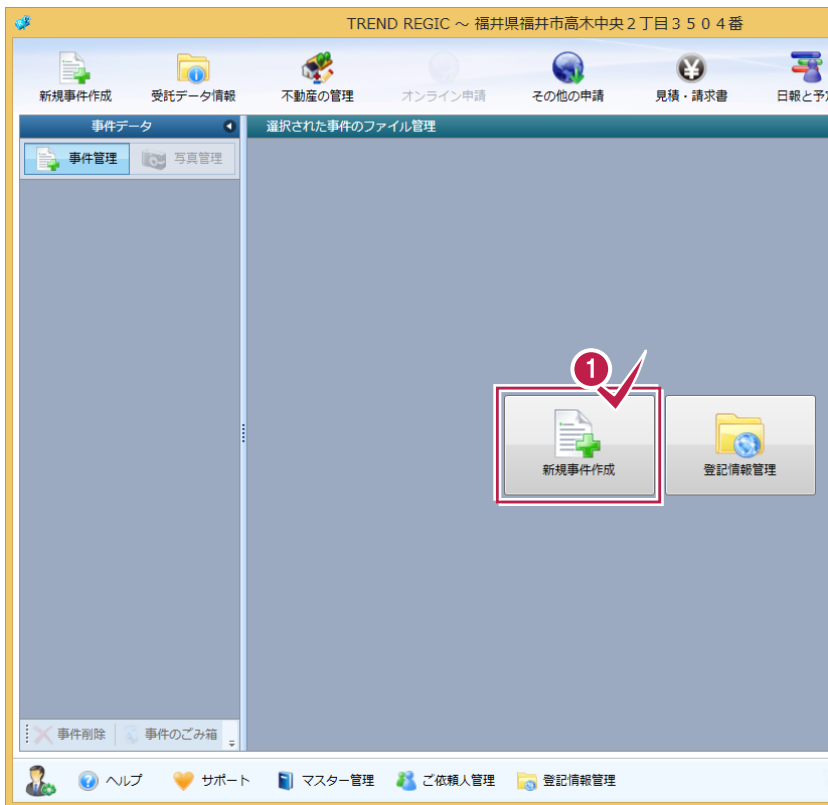 TREND REGIC ～ 福井県福井市高木中央２丁目３５０４番
新規事件作成 受託データ情報 不動産の管理 オンライン申請 その他の申請 見積・請求書 日報と予
事件データ 選択された事件のファイル管理
事件管理 写真管理
1
新規事件作成 登記情報管理
事件削除 事件のごみ箱
ヘルプ サポート マスター管理 ご依頼人管理 登記情報管理